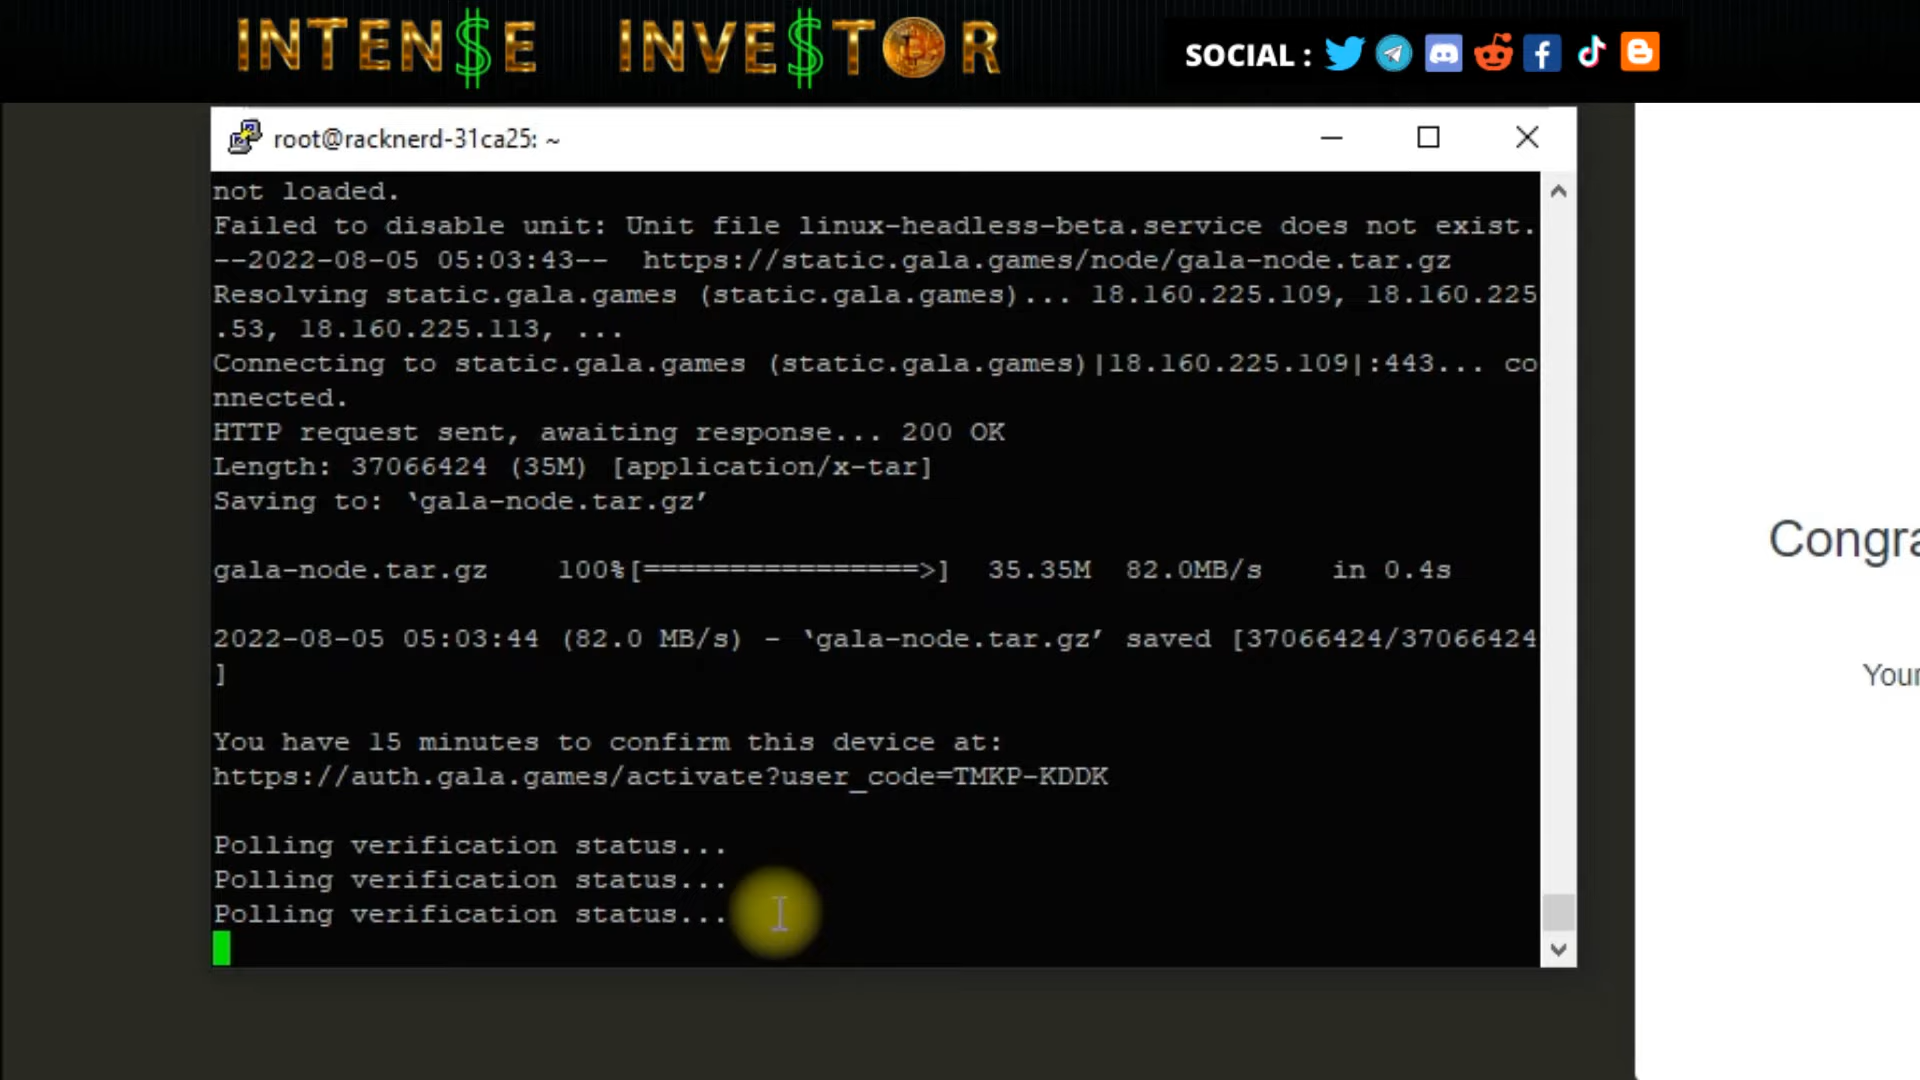 INTEN$E INVE$TOR
SOCIAL :
root@racknerd-31ca25: ~
not loaded.
Failed to disable unit: Unit file linux-headless-beta.service does not exist.
--2022-08-05 05:03:43--  https://static.gala.games/node/gala-node.tar.gz
Resolving static.gala.games (static.gala.games)... 18.160.225.109, 18.160.225
.53, 18.160.225.113, ...
Connecting to static.gala.games (static.gala.games)|18.160.225.109|:443... co
nnected.
HTTP request sent, awaiting response... 200 OK
Length: 37066424 (35M) [application/x-tar]
Saving to: ‘gala-node.tar.gz’
gala-node.tar.gz    100%[================>]  35.35M  82.0MB/s    in 0.4s
2022-08-05 05:03:44 (82.0 MB/s) - ‘gala-node.tar.gz’ saved [37066424/37066424
]
You have 15 minutes to confirm this device at:
https://auth.gala.games/activate?user_code=TMKP-KDDK
Polling verification status...
Polling verification status...
Polling verification status...
Congra
Your